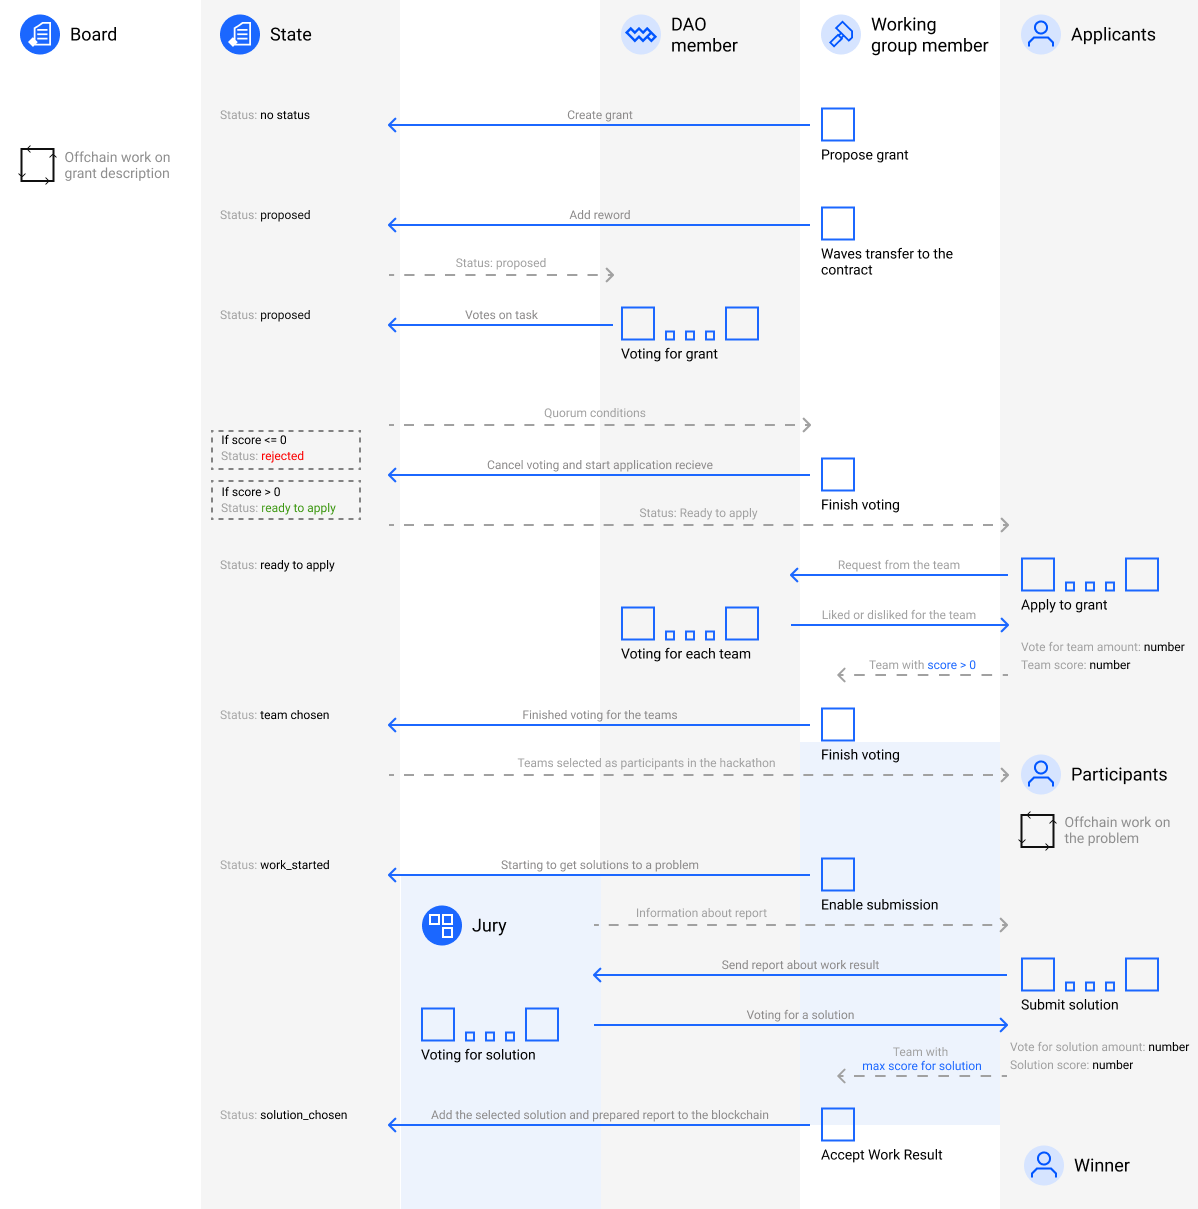 Board
State
DAO
member
Working
group member
Applicants
Status: no status
Create grant
Propose grant
Offchain work on
grant description
Status: proposed
Add reword
Waves transfer to the
contract
Status: proposed
Status: proposed
Votes on task
Voting for grant
Quorum conditions
If score <= 0
Status: rejected
Cancel voting and start application recieve
If score > 0
Status: ready to apply
Finish voting
Status: Ready to apply
Status: ready to apply
Request from the team
Apply to grant
Liked or disliked for the team
Voting for each team
Vote for team amount: number
Team with score > 0
Team score: number
Status: team chosen
Finished voting for the teams
Finish voting
Teams selected as participants in the hackathon
Participants
Offchain work on
the problem
Status: work_started
Starting to get solutions to a problem
Enable submission
Jury
Information about report
Send report about work result
Submit solution
Voting for a solution
Voting for solution
Vote for solution amount: number
Team with
max score for solution
Solution score: number
Status: solution_chosen
Add the selected solution and prepared report to the blockchain
Accept Work Result
Winner